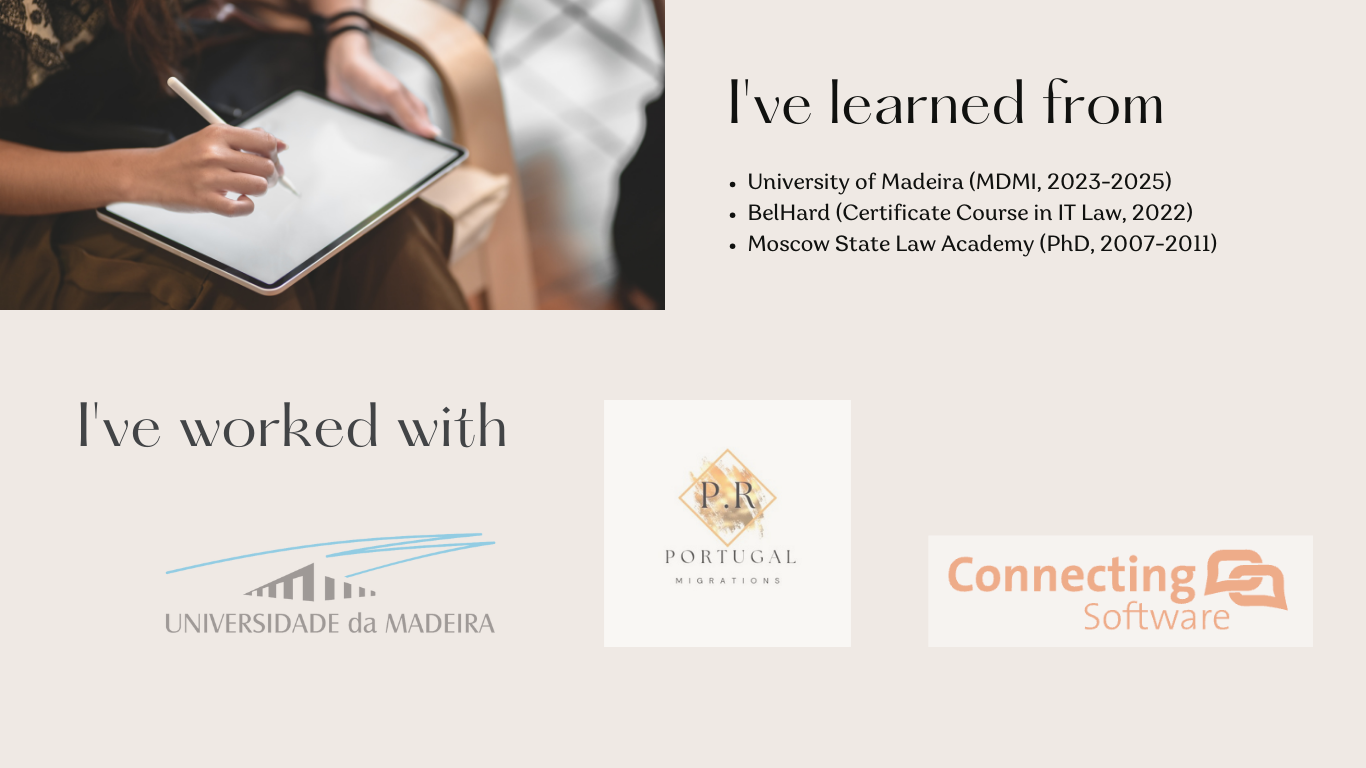 I've learned from
• University of Madeira (MDMI, 2023-2025)
• BelHard (Certificate Course in IT Law, 2022)
• Moscow State Law Academy (PhD, 2007-2011)
I've worked with
UNIVERSIDADE da MADEIRA
P.R
PORTUGAL
MIGRATIONS
Connecting
Software